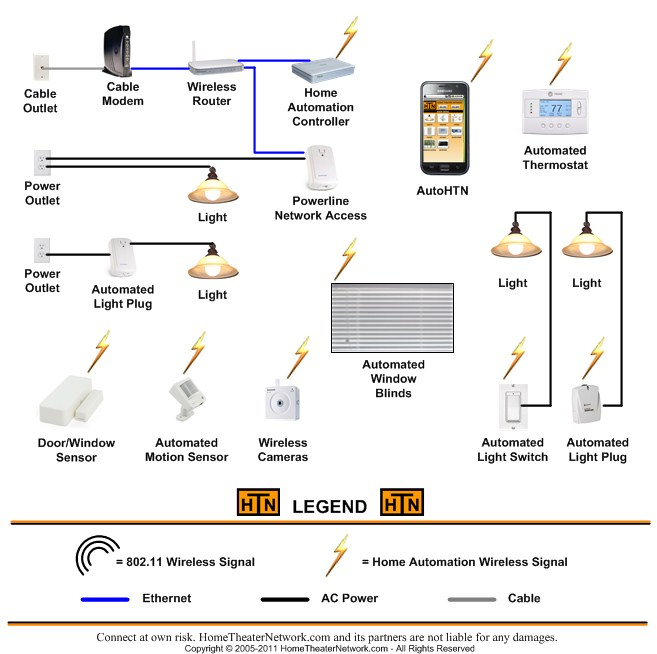 Cable
Outlet
Cable
Modem
Wireless
Router
Home
Automation
Controller
HTN
AutoHTN
77
Automated
Thermostat
Power
Outlet
Light
Powerline
Network Access
Power
Outlet
Automated
Light Plug
Light
Light
Light
Automated
Window
Blinds
Door/Window
Sensor
Automated
Motion Sensor
Wireless
Cameras
Automated
Light Switch
Automated
Light Plug
HTN LEGEND HTN
= 802.11 Wireless Signal
= Home Automation Wireless Signal
Ethernet
AC Power
Cable
Connect at own risk. HomeTheaterNetwork.com and its partners are not liable for any damages.
Copyright © 2005-2011 HomeTheaterNetwork.com - All Rights Reserved